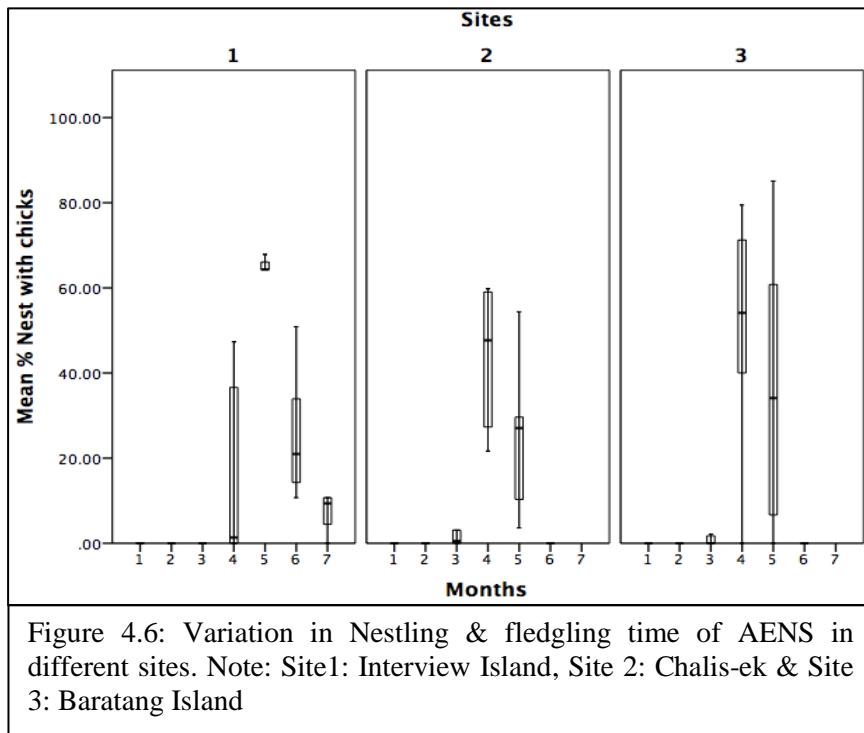 Sites
1 2 3
Mean % Nest with chicks
100.00
80.00
60.00
40.00
20.00
.00
1 2 3 4 5 6 7 1 2 3 4 5 6 7 1 2 3 4 5 6 7
Months
Figure 4.6: Variation in Nestling & fledgling time of AENS in
different sites. Note: Site1: Interview Island, Site 2: Chalis-ek & Site
3: Baratang Island